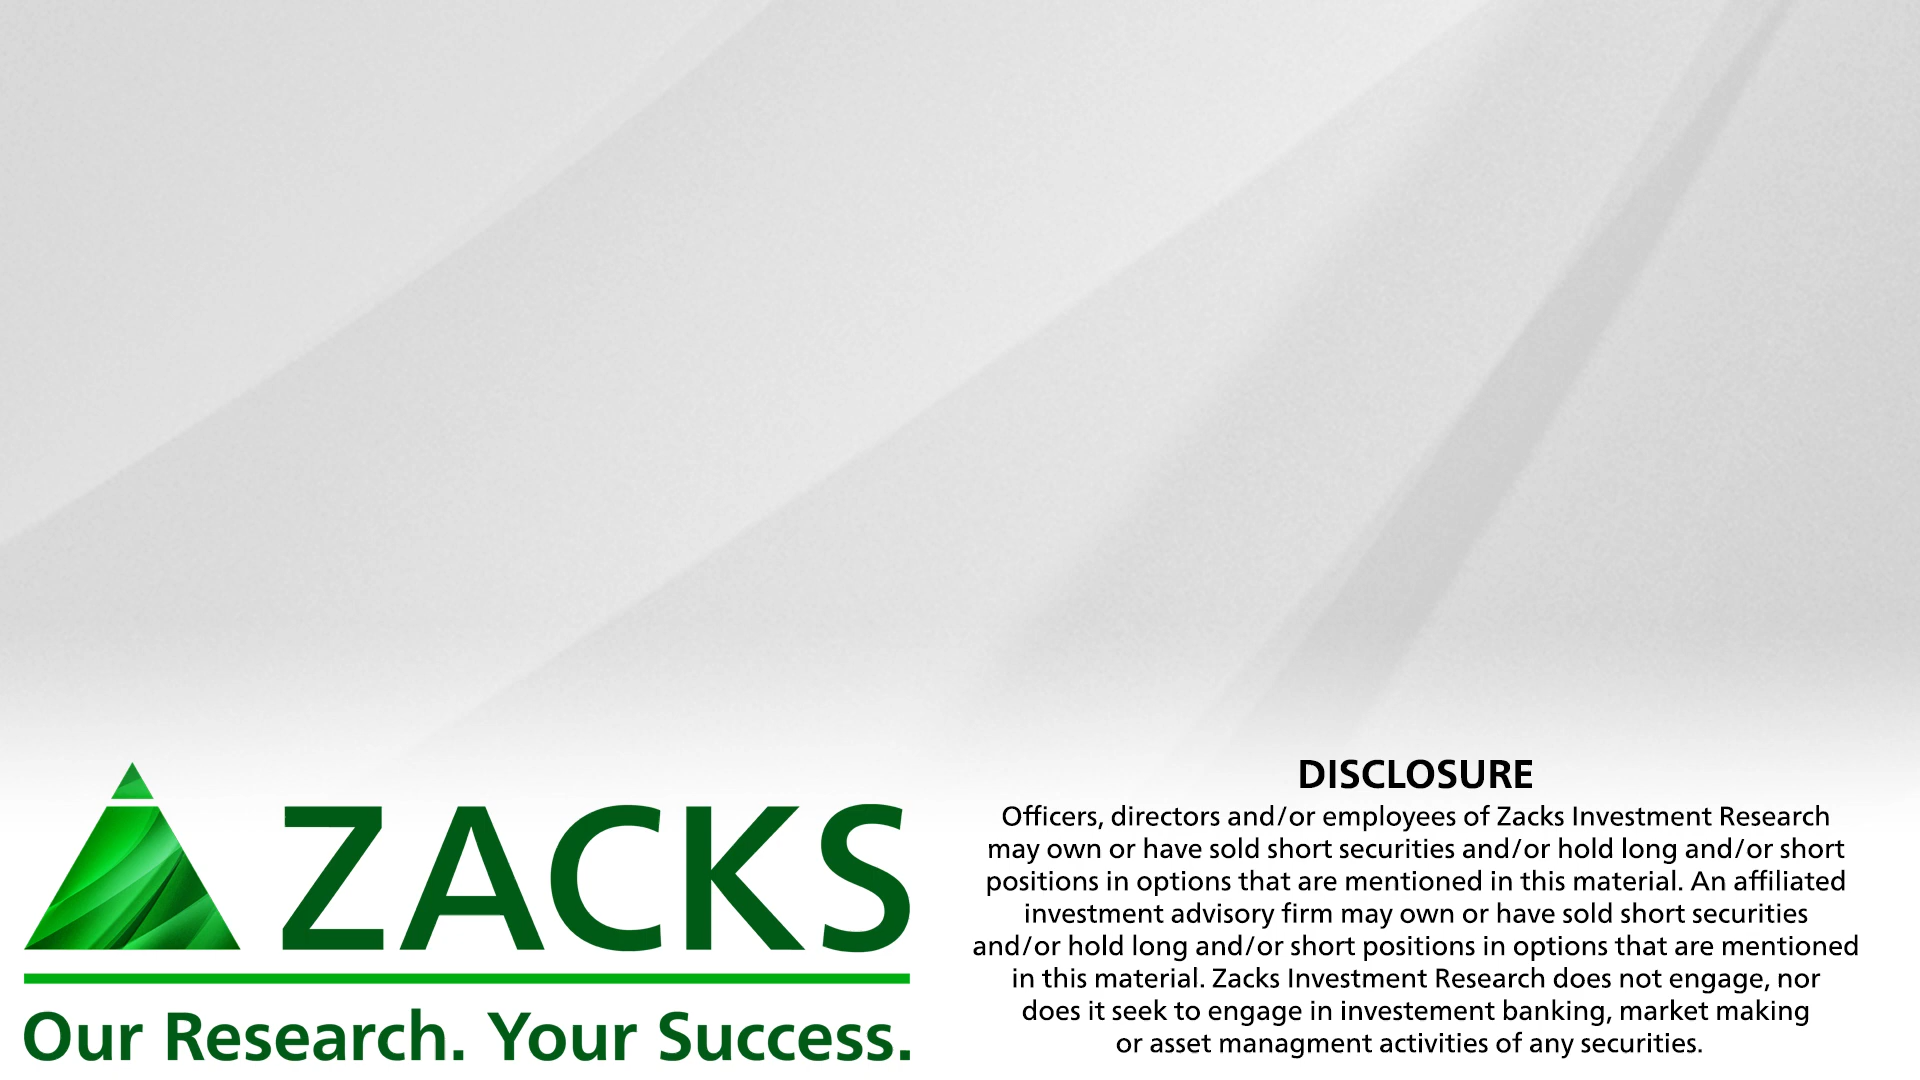 ZACKS
Our Research. Your Success.
DISCLOSURE
Officers, directors and/or employees of Zacks Investment Research
may own or have sold short securities and/or hold long and/or short
positions in options that are mentioned in this material. An affiliated
investment advisory firm may own or have sold short securities
and/or hold long and/or short positions in options that are mentioned
in this material. Zacks Investment Research does not engage, nor
does it seek to engage in investement banking, market making
or asset managment activities of any securities.